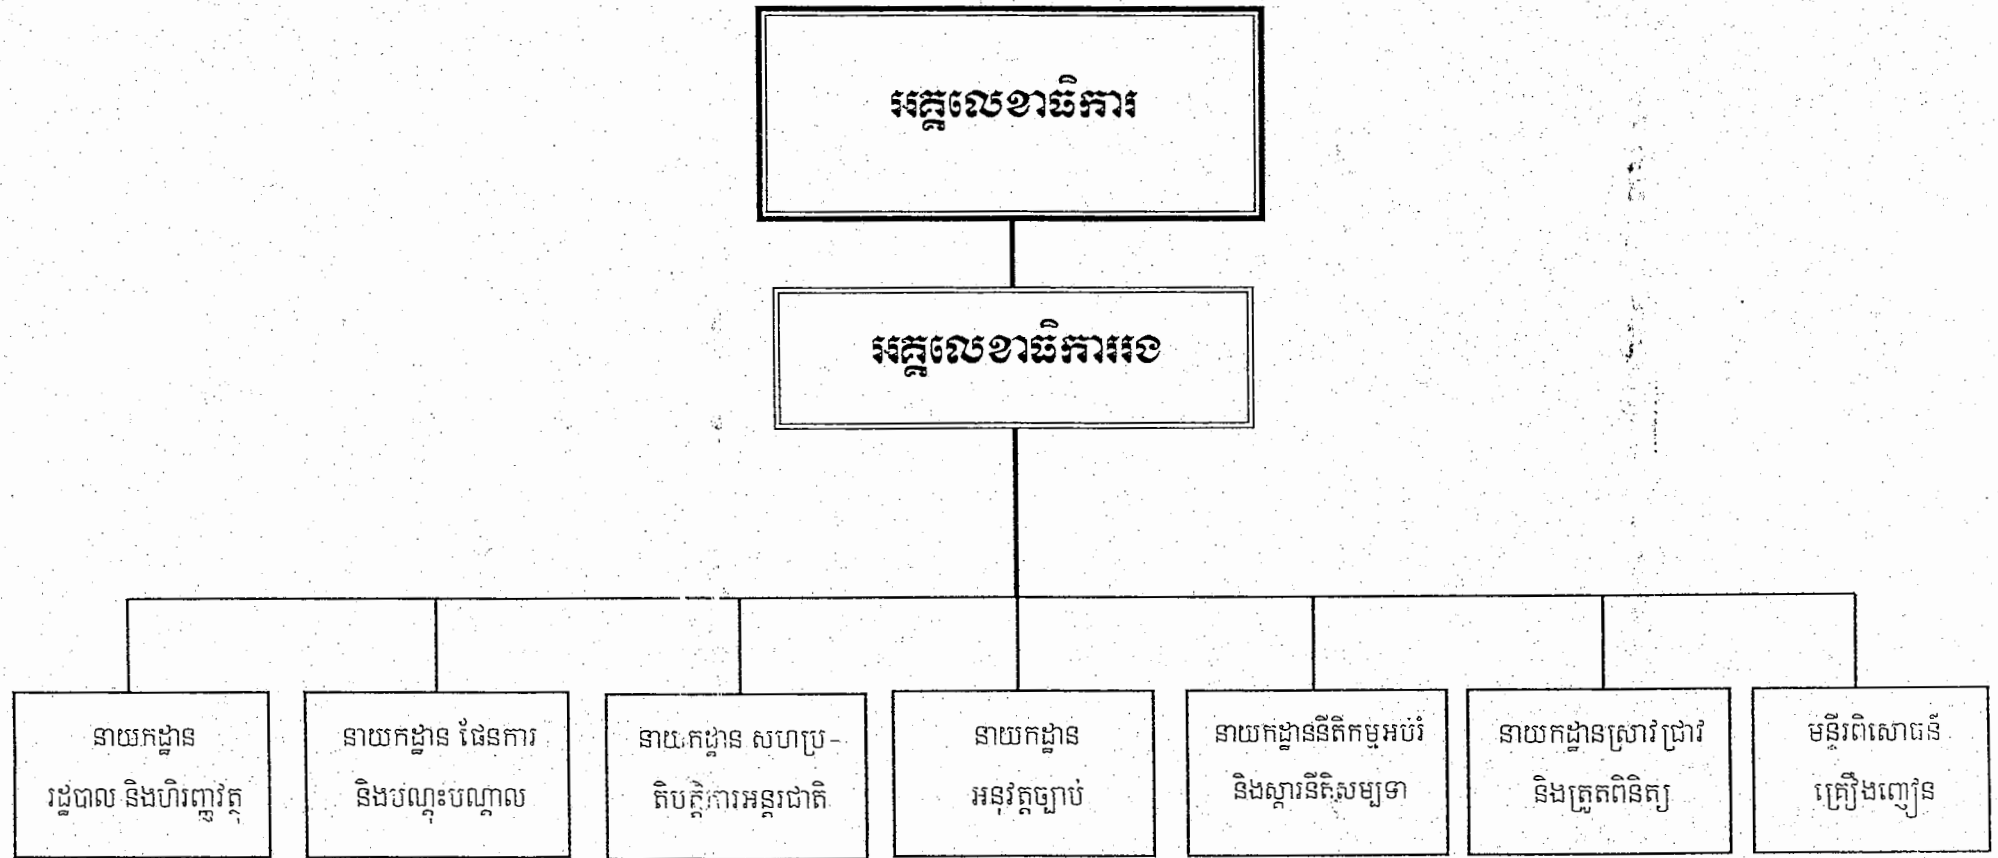 អគ្គលេខាធិការ
អគ្គលេខាធិការរង
នាយកដ្ឋាន
រដ្ឋបាល និងហិរញ្ញវត្ថុ
នាយកដ្ឋាន ផែនការ
និងបណ្តុះបណ្តាល
នាយកដ្ឋាន សហប្រ-
តិបត្តិការអន្តរជាតិ
នាយកដ្ឋាន
អនុវត្តច្បាប់
នាយកដ្ឋាននីតិកម្មអប់រំ
និងស្តារនីតិសម្បទា
នាយកដ្ឋានស្រាវជ្រាវ
និងត្រួតពិនិត្យ
មន្ទីរពិសោធន៍
គ្រឿងញៀន